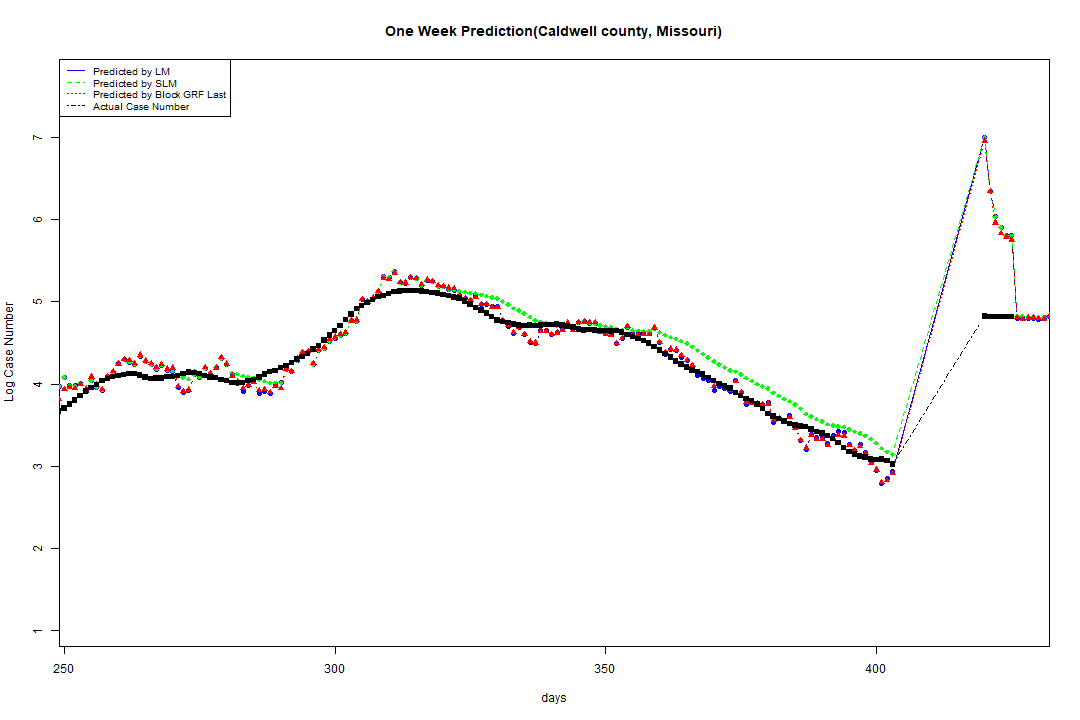 One Week Prediction(Caldwell county, Missouri)
Predicted by LM
Predicted by SLM
Predicted by Block GRF Last
Actual Case Number
Log Case Number
7
6
5
4
3
2
1
250 300 350 400
days